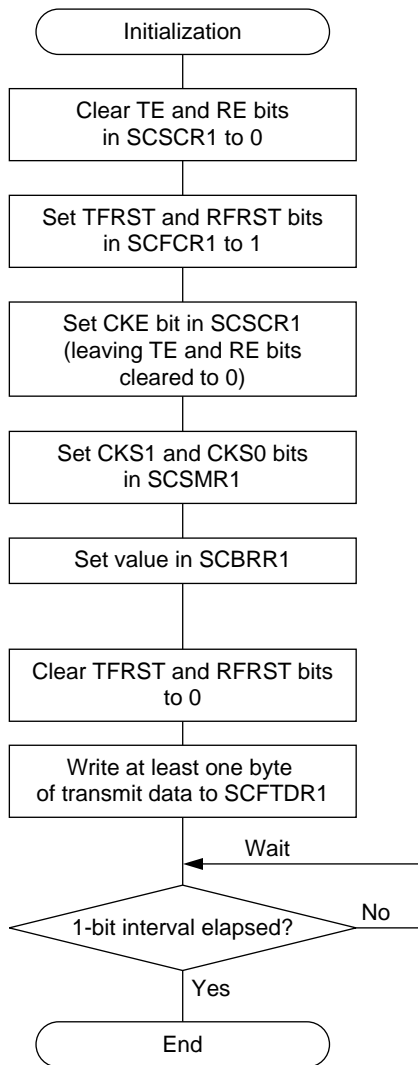 Initialization
Clear TE and RE bits
in SCSCR1 to 0
Set TFRST and RFRST bits
in SCFCR1 to 1
Set CKE bit in SCSCR1
(leaving TE and RE bits
cleared to 0)
Set CKS1 and CKS0 bits
in SCSMR1
Set value in SCBRR1
Clear TFRST and RFRST bits
to 0
Write at least one byte
of transmit data to SCFTDR1
Wait
1-bit interval elapsed?
No
Yes
End